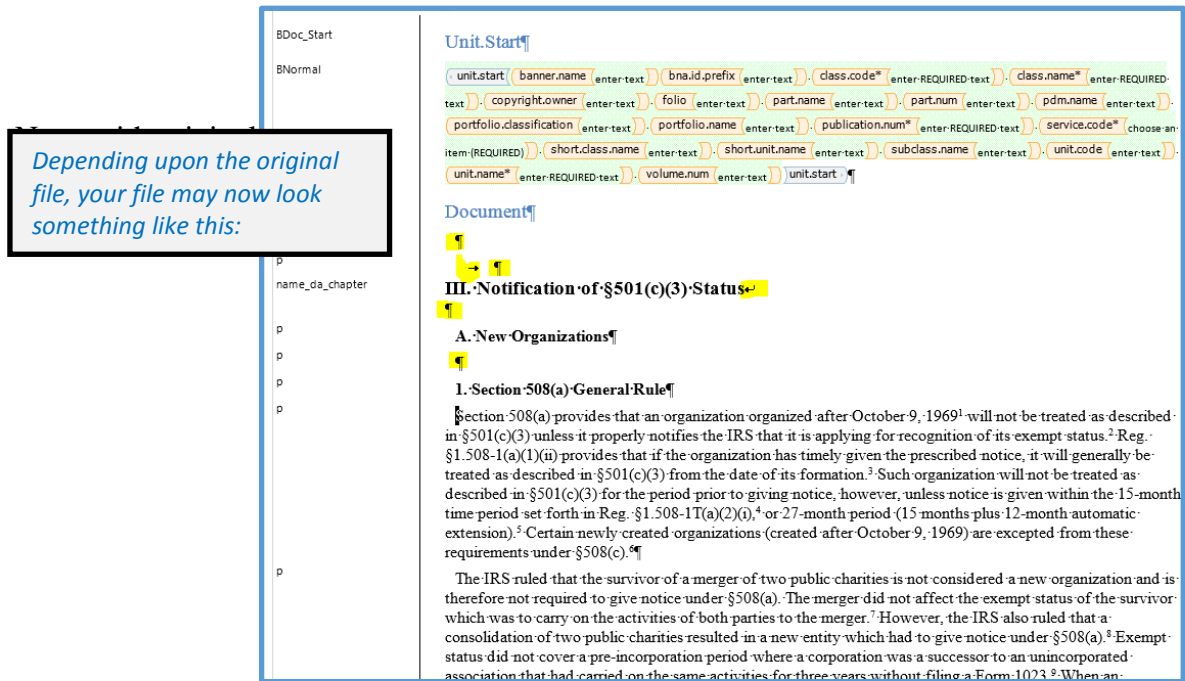 BDoc_Start
Unit.Start¶
BNormal
unit.start banner.name enter·text bna.id.prefix enter·text · class.code* enter·REQUIRED·text · class.name* enter·REQUIRED·
text · copyright.owner enter·text · folio enter·text · part.name enter·text · part.num enter·text · pdm.name enter·text ·
portfolio.classification enter·text · portfolio.name enter·text · publication.num* enter·REQUIRED·text · service.code* choose·an·
item·(REQUIRED) · short.class.name enter·text · short.unit.name enter·text · subclass.name enter·text · unit.code enter·text ·
unit.name* enter·REQUIRED·text · volume.num enter·text unit.start ¶
Depending upon the original
file, your file may now look
something like this:
Document¶
¶
p
→ ¶
name_da_chapter
III.·Notification·of·§501(c)(3)·Status↵
¶
p
A.·New·Organizations¶
p
¶
p
1.·Section·508(a)·General·Rule¶
p
Section·508(a)·provides·that·an·organization·organized·after·October·9,·1969¹·will·not·be·treated·as·described·
in·§501(c)(3)·unless·it·properly·notifies·the·IRS·that·it·is·applying·for·recognition·of·its·exempt·status.²·Reg.·
§1.508-1(a)(1)(ii)·provides·that·if·the·organization·has·timely·given·the·prescribed·notice,·it·will·generally·be·
treated·as·described·in·§501(c)(3)·from·the·date·of·its·formation.³·Such·organization·will·not·be·treated·as·
described·in·§501(c)(3)·for·the·period·prior·to·giving·notice,·however,·unless·notice·is·given·within·the·15-month·
time·period·set·forth·in·Reg.·§1.508-1T(a)(2)(i),⁴·or·27-month·period·(15·months·plus·12-month·automatic·
extension).⁵·Certain·newly·created·organizations·(created·after·October·9,·1969)·are·excepted·from·these·
requirements·under·§508(c).⁶¶
p
The·IRS·ruled·that·the·survivor·of·a·merger·of·two·public·charities·is·not·considered·a·new·organization·and·is·
therefore·not·required·to·give·notice·under·§508(a).·The·merger·did·not·affect·the·exempt·status·of·the·survivor·
which·was·to·carry·on·the·activities·of·both·parties·to·the·merger.⁷·However,·the·IRS·also·ruled·that·a·
consolidation·of·two·public·charities·resulted·in·a·new·entity·which·had·to·give·notice·under·§508(a).⁸·Exempt·
status·did·not·cover·a·pre-incorporation·period·where·a·corporation·was·a·successor·to·an·unincorporated·
association·that·had·carried·on·the·same·activities·for·three·years·without·filing·a·Form·1023.⁹·When·an·